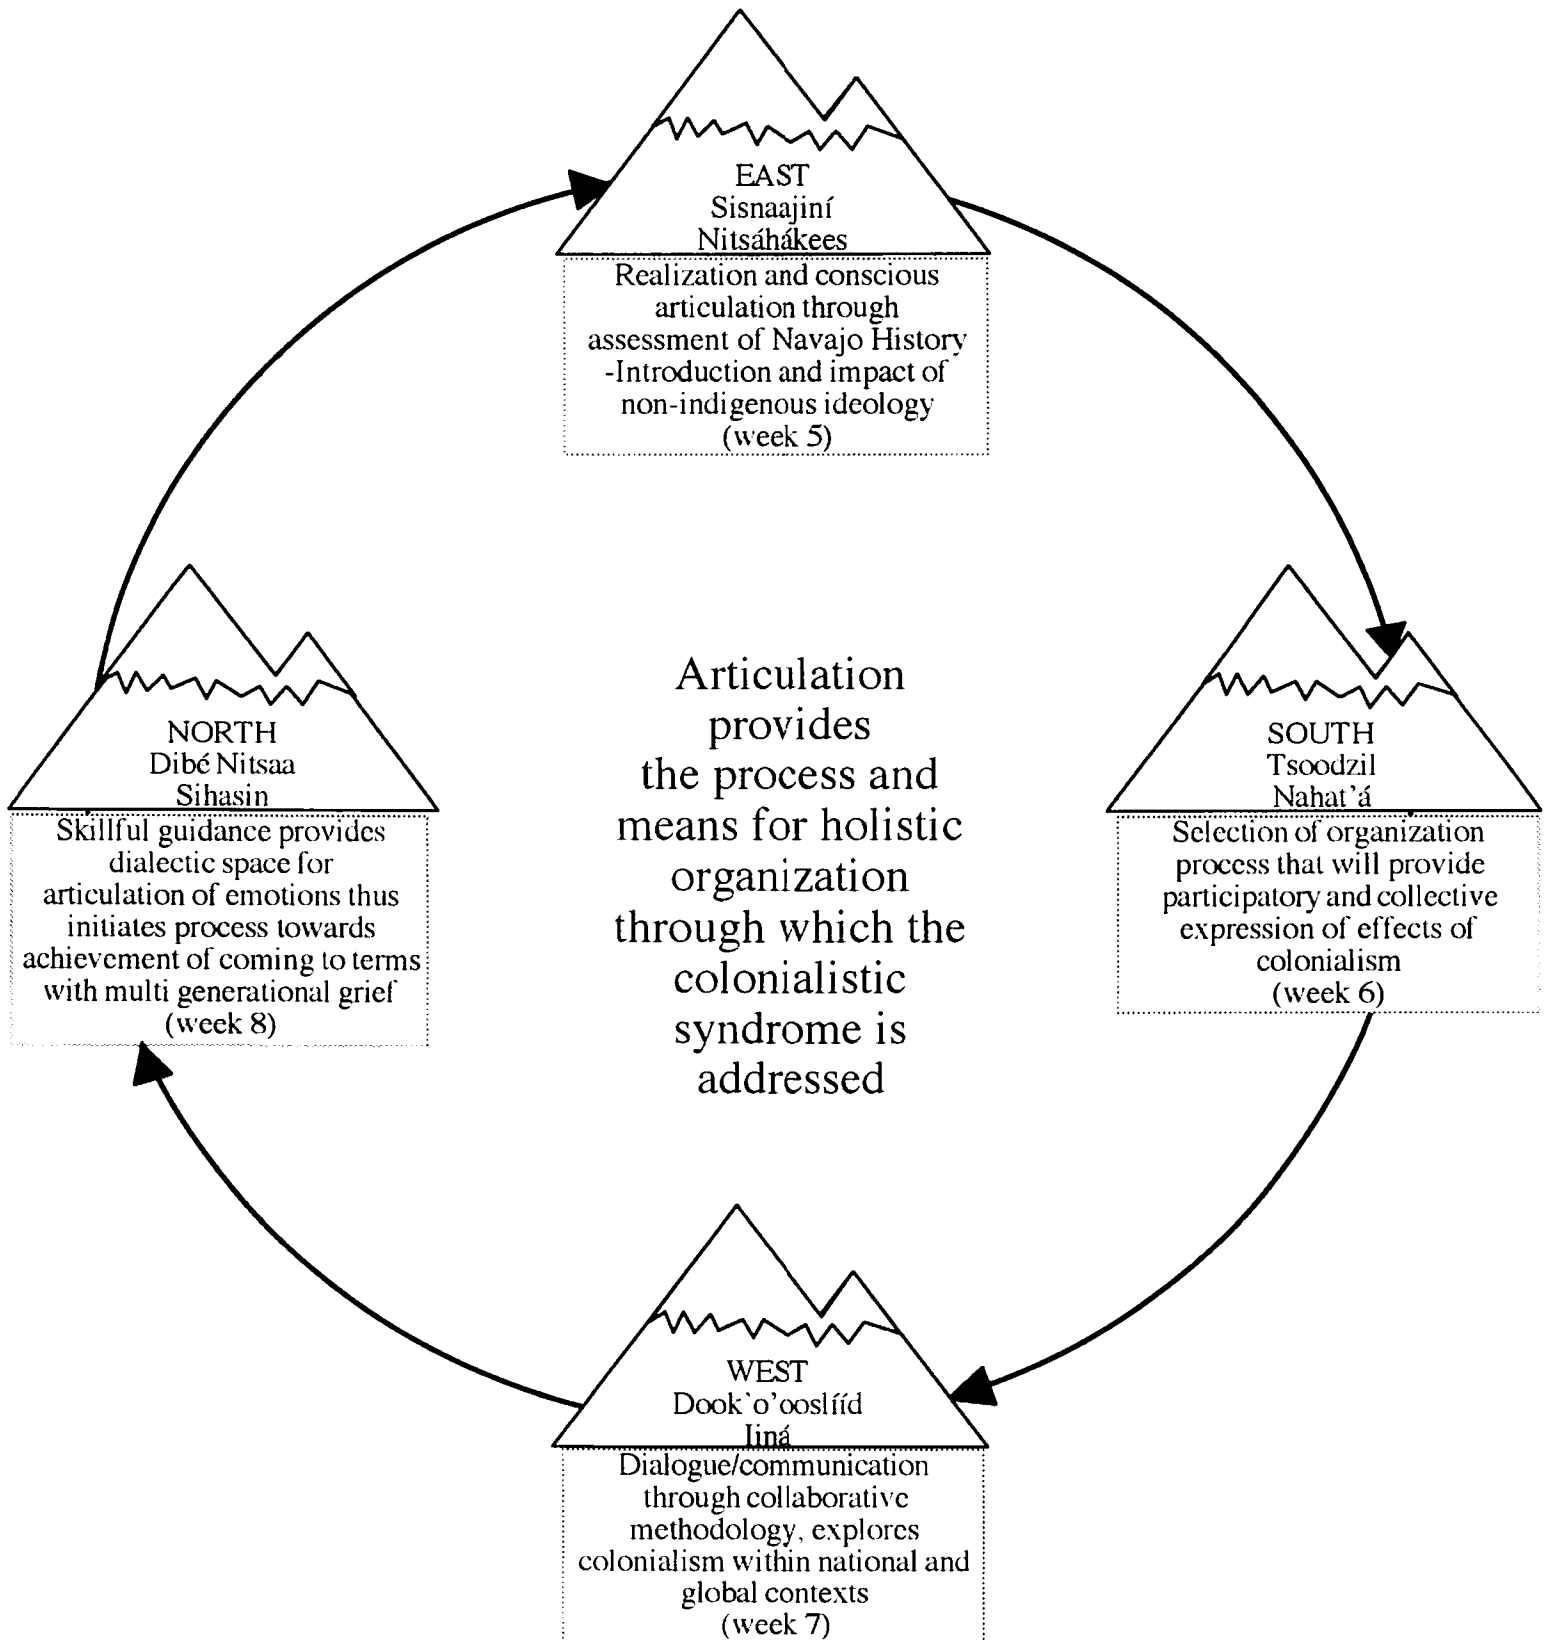 EAST
Sisnaajiní
Nitsáhákees
Realization and conscious
articulation through
assessment of Navajo History
-Introduction and impact of
non-indigenous ideology
(week 5)
NORTH
Dibé Nitsaa
Sihasin
Skillful guidance provides
dialectic space for
articulation of emotions thus
initiates process towards
achievement of coming to terms
with multi generational grief
(week 8)
Articulation
provides
the process and
means for holistic
organization
through which the
colonialistic
syndrome is
addressed
SOUTH
Tsoodzil
Nahat'á
Selection of organization
process that will provide
participatory and collective
expression of effects of
colonialism
(week 6)
WEST
Dook`o'ooslííd
Iiná
Dialogue/communication
through collaborative
methodology, explores
colonialism within national and
global contexts
(week 7)